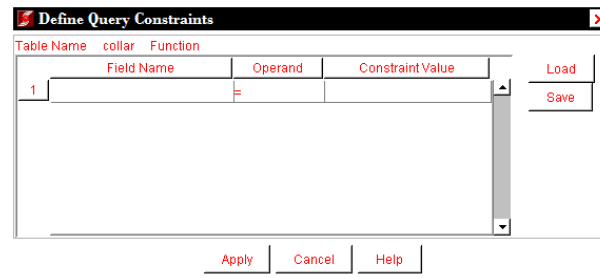 Define Query Constraints
Table Name collar Function
Field Name Operand Constraint Value
1 =
Load
Save
Apply Cancel Help